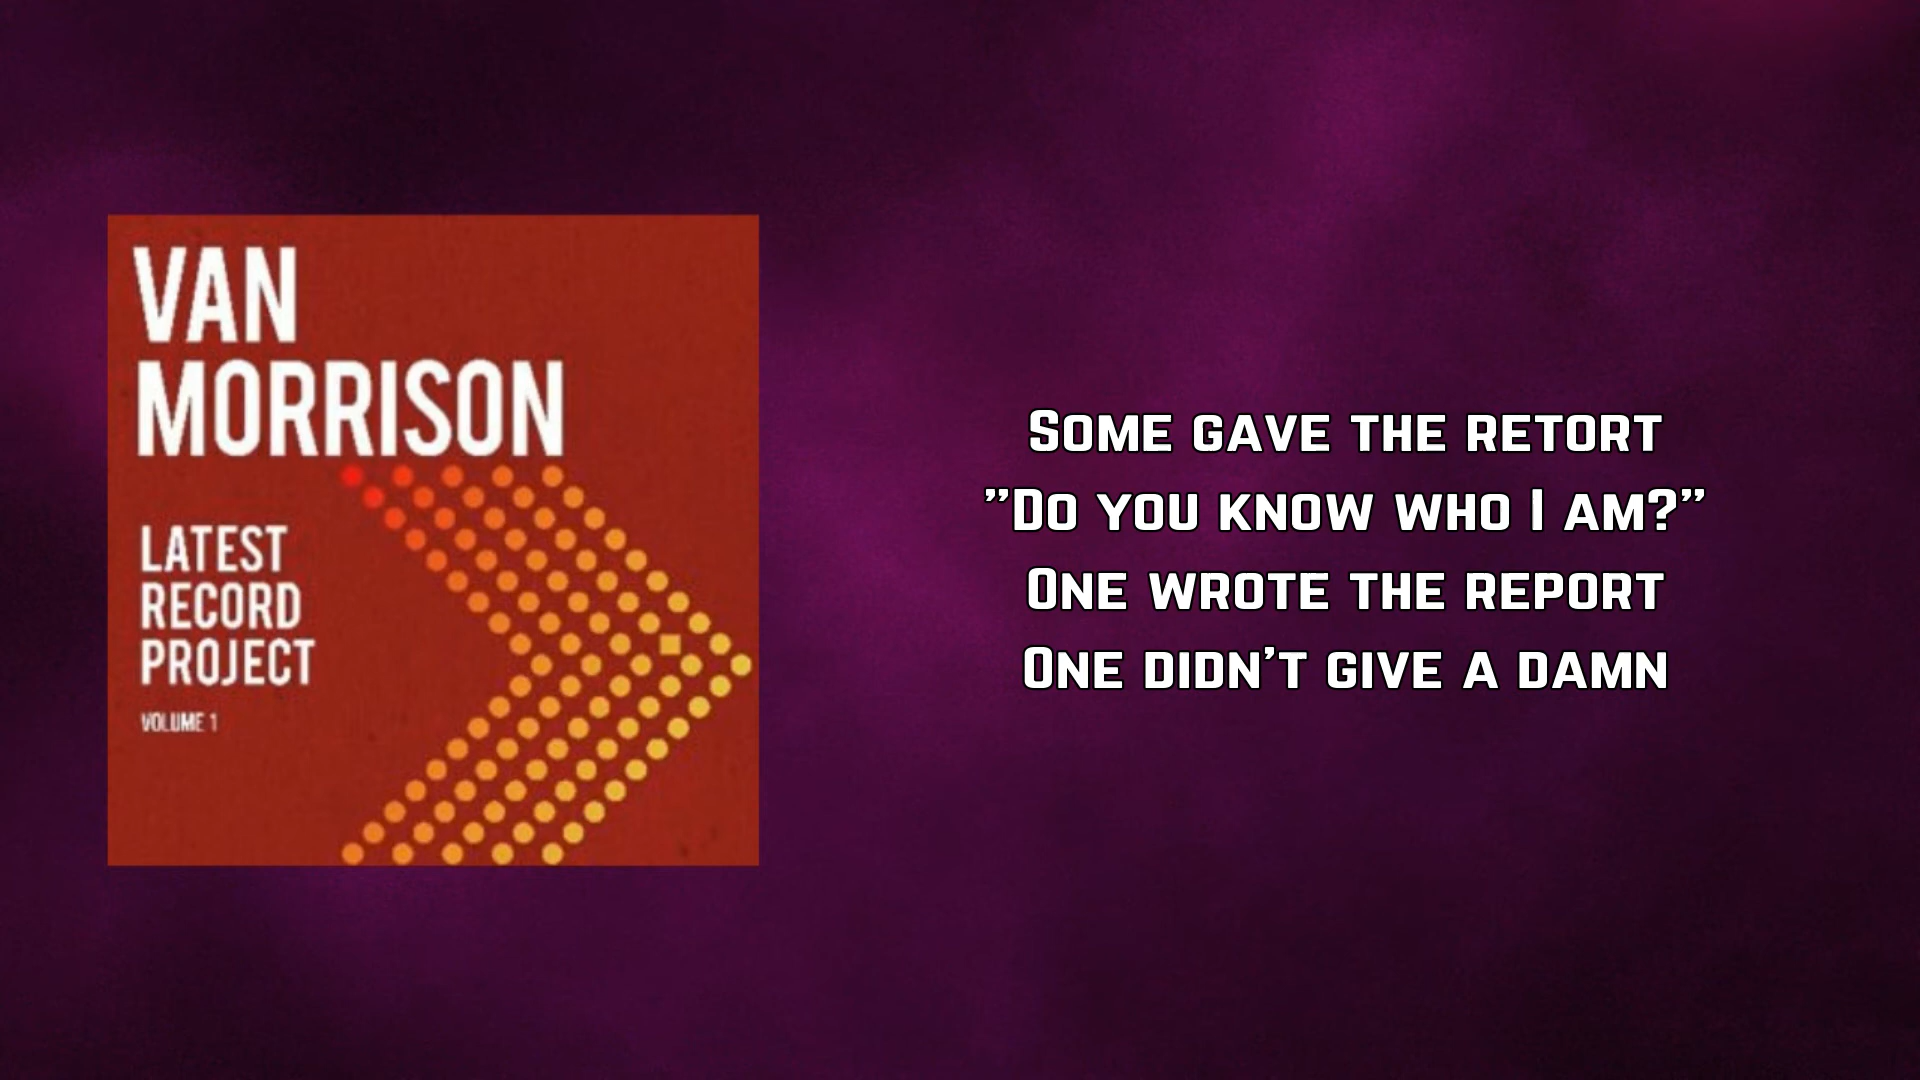 VAN
MORRISON
LATEST
RECORD
PROJECT
VOLUME 1
Some gave the retort
”Do you know who I am?”
One wrote the report
One didn’t give a damn